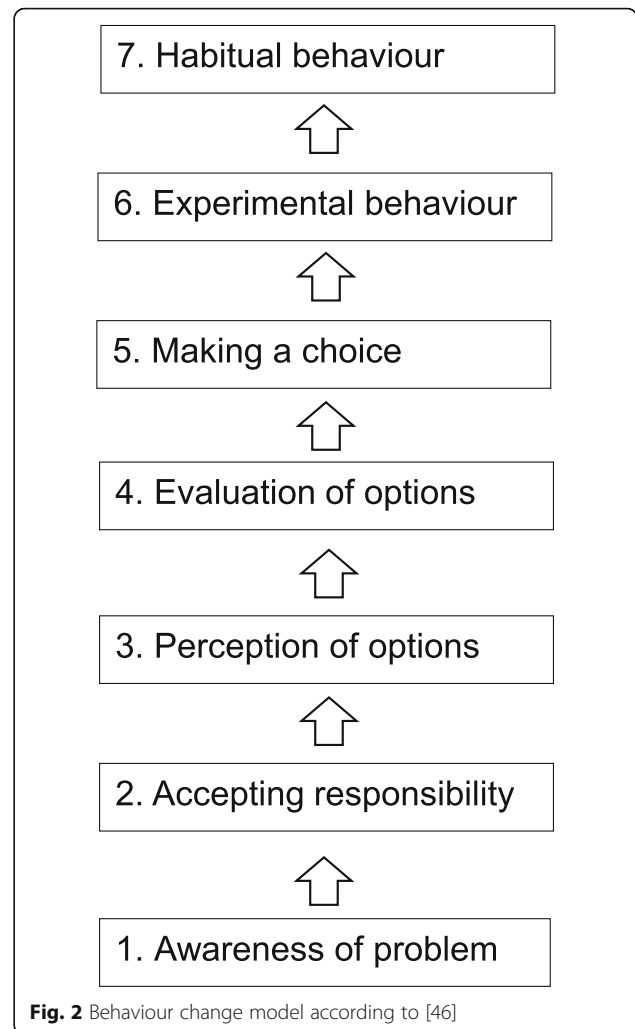 7. Habitual behaviour
6. Experimental behaviour
5. Making a choice
4. Evaluation of options
3. Perception of options
2. Accepting responsibility
1. Awareness of problem
Fig. 2 Behaviour change model according to [46]